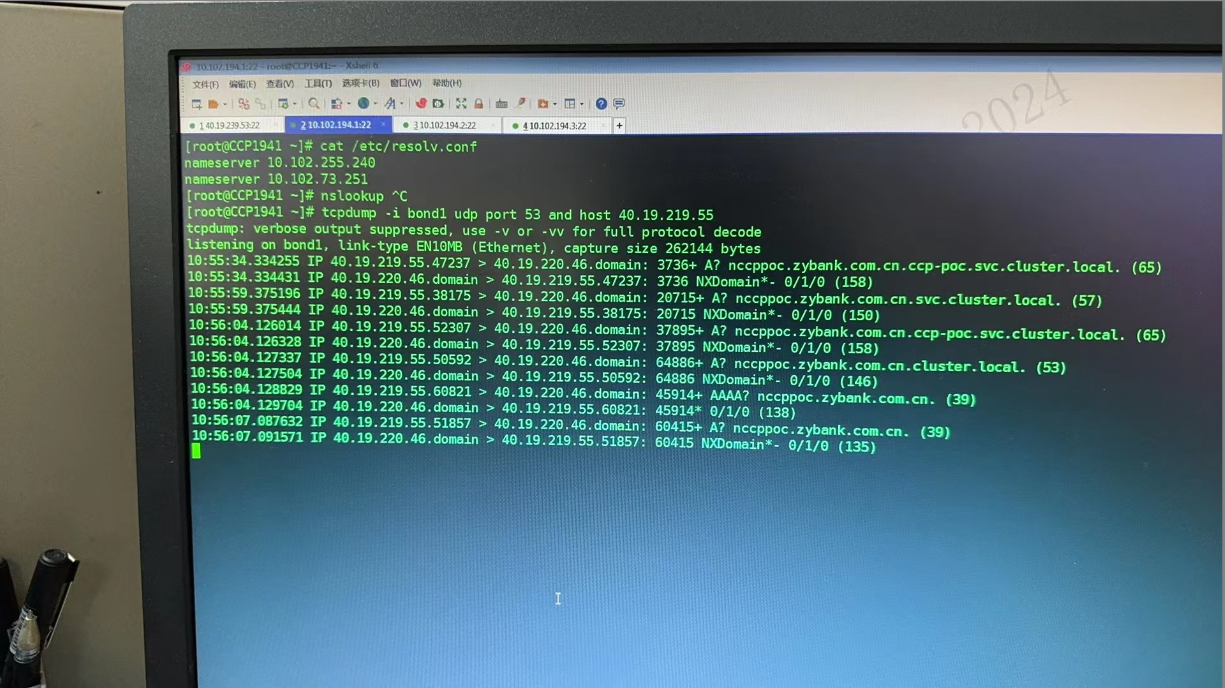 10.102.194.1:22 - root@CCP1941:~ - Xshell 6
文件(F) 编辑(E) 查看(V) 工具(T) 选项卡(B) 窗口(W) 帮助(H)
1 40.19.239.53:22 2 10.102.194.1:22 × 3 10.102.194.2:22 4 10.102.194.3:22 +
2024
[root@CCP1941 ~]# cat /etc/resolv.conf
nameserver 10.102.255.240
nameserver 10.102.73.251
[root@CCP1941 ~]# nslookup ^C
[root@CCP1941 ~]# tcpdump -i bond1 udp port 53 and host 40.19.219.55
tcpdump: verbose output suppressed, use -v or -vv for full protocol decode
listening on bond1, link-type EN10MB (Ethernet), capture size 262144 bytes
10:55:34.334255 IP 40.19.219.55.47237 > 40.19.220.46.domain: 3736+ A? nccppoc.zybank.com.cn.ccp-poc.svc.cluster.local. (65)
10:55:34.334431 IP 40.19.220.46.domain > 40.19.219.55.47237: 3736 NXDomain*- 0/1/0 (158)
10:55:59.375196 IP 40.19.219.55.38175 > 40.19.220.46.domain: 20715+ A? nccppoc.zybank.com.cn.svc.cluster.local. (57)
10:55:59.375444 IP 40.19.220.46.domain > 40.19.219.55.38175: 20715 NXDomain*- 0/1/0 (150)
10:56:04.126014 IP 40.19.219.55.52307 > 40.19.220.46.domain: 37895+ A? nccppoc.zybank.com.cn.ccp-poc.svc.cluster.local. (65)
10:56:04.126328 IP 40.19.220.46.domain > 40.19.219.55.52307: 37895 NXDomain*- 0/1/0 (158)
10:56:04.127337 IP 40.19.219.55.50592 > 40.19.220.46.domain: 64886+ A? nccppoc.zybank.com.cn.cluster.local. (53)
10:56:04.127504 IP 40.19.220.46.domain > 40.19.219.55.50592: 64886 NXDomain*- 0/1/0 (146)
10:56:04.128829 IP 40.19.219.55.60821 > 40.19.220.46.domain: 45914+ AAAA? nccppoc.zybank.com.cn. (39)
10:56:04.129704 IP 40.19.220.46.domain > 40.19.219.55.60821: 45914* 0/1/0 (138)
10:56:07.087632 IP 40.19.219.55.51857 > 40.19.220.46.domain: 60415+ A? nccppoc.zybank.com.cn. (39)
10:56:07.091571 IP 40.19.220.46.domain > 40.19.219.55.51857: 60415 NXDomain*- 0/1/0 (135)